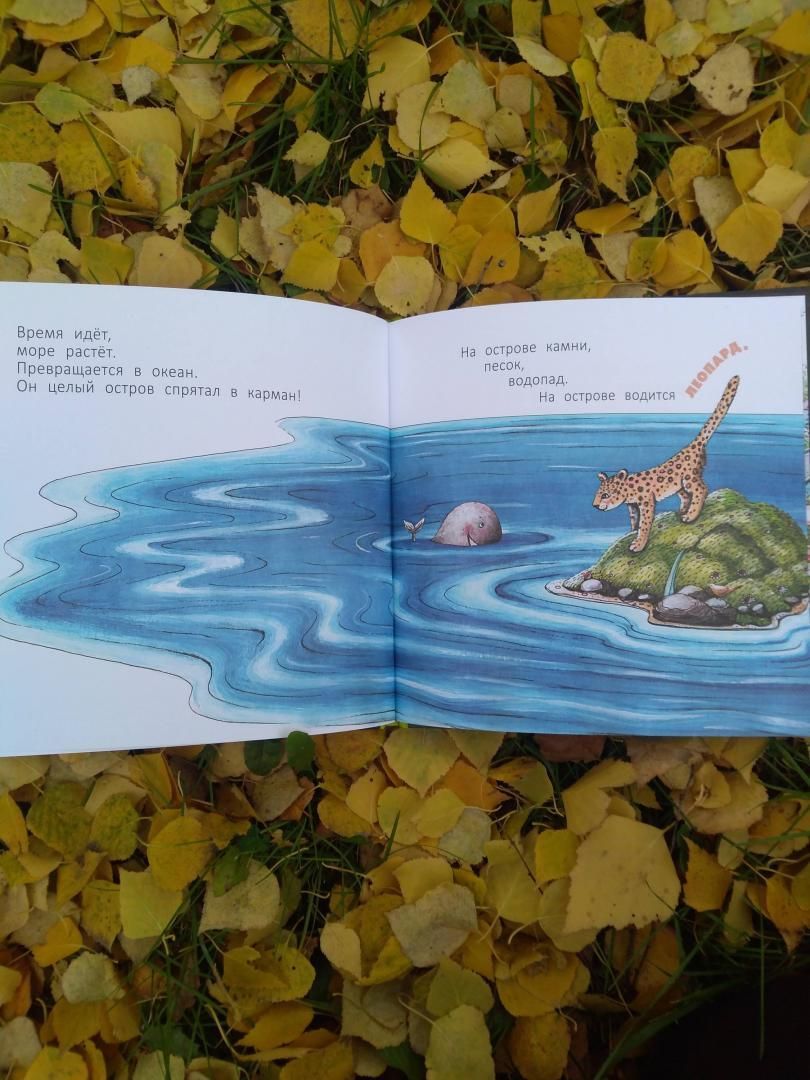 Время идёт,
море растёт.
Превращается в океан.
Он целый остров спрятал в карман!
На острове камни,
песок,
водопад.
На острове водится ЛЕОПАРД.